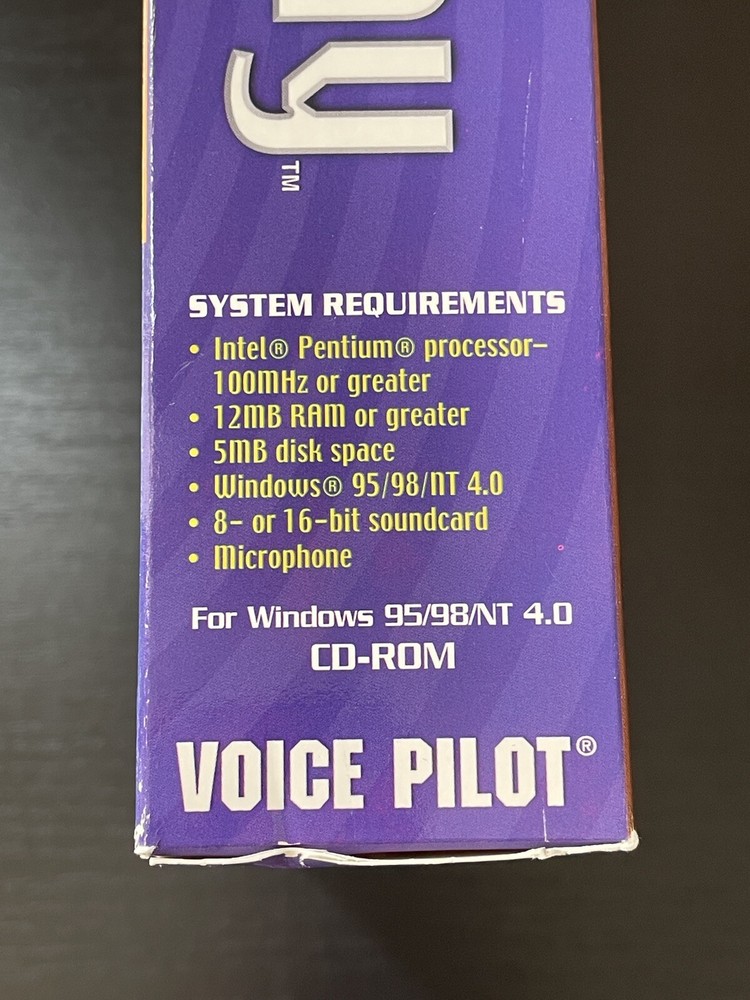 ny™
SYSTEM REQUIREMENTS
• Intel® Pentium® processor–
100MHz or greater
• 12MB RAM or greater
• 5MB disk space
• Windows® 95/98/NT 4.0
• 8- or 16-bit soundcard
• Microphone
For Windows 95/98/NT 4.0
CD-ROM
VOICE PILOT®